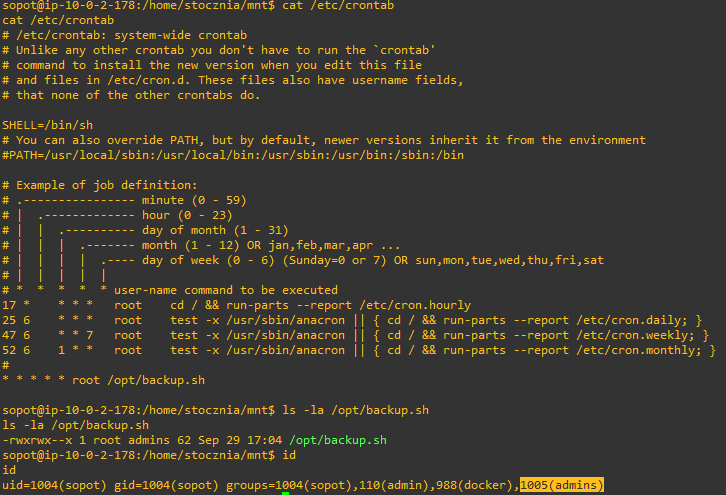 sopot@ip-10-0-2-178:/home/stocznia/mnt$ cat /etc/crontab
cat /etc/crontab
# /etc/crontab: system-wide crontab
# Unlike any other crontab you don't have to run the `crontab'
# command to install the new version when you edit this file
# and files in /etc/cron.d. These files also have username fields,
# that none of the other crontabs do.

SHELL=/bin/sh
# You can also override PATH, but by default, newer versions inherit it from the environment
#PATH=/usr/local/sbin:/usr/local/bin:/usr/sbin:/usr/bin:/sbin:/bin

# Example of job definition:
# .---------------- minute (0 - 59)
# |  .------------- hour (0 - 23)
# |  |  .---------- day of month (1 - 31)
# |  |  |  .------- month (1 - 12) OR jan,feb,mar,apr ...
# |  |  |  |  .---- day of week (0 - 6) (Sunday=0 or 7) OR sun,mon,tue,wed,thu,fri,sat
# |  |  |  |  |
# *  *  *  *  * user-name command to be executed
17 *    * * *   root    cd / && run-parts --report /etc/cron.hourly
25 6    * * *   root    test -x /usr/sbin/anacron || { cd / && run-parts --report /etc/cron.daily; }
47 6    * * 7   root    test -x /usr/sbin/anacron || { cd / && run-parts --report /etc/cron.weekly; }
52 6    1 * *   root    test -x /usr/sbin/anacron || { cd / && run-parts --report /etc/cron.monthly; }
#
* * * * * root /opt/backup.sh

sopot@ip-10-0-2-178:/home/stocznia/mnt$ ls -la /opt/backup.sh
ls -la /opt/backup.sh
-rwxrwx--x 1 root admins 62 Sep 29 17:04 /opt/backup.sh
sopot@ip-10-0-2-178:/home/stocznia/mnt$ id
id
uid=1004(sopot) gid=1004(sopot) groups=1004(sopot),110(admin),988(docker),1005(admins)